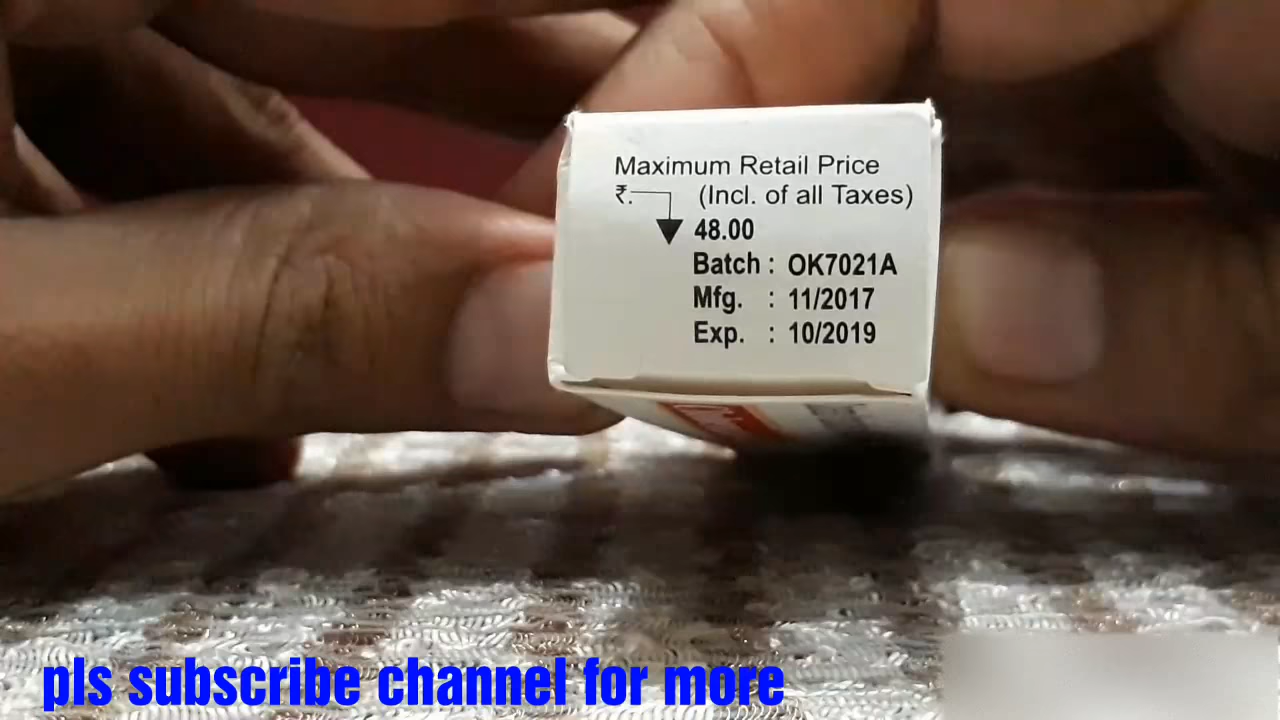 Maximum Retail Price
₹. (Incl. of all Taxes)
48.00
Batch : OK7021A
Mfg. : 11/2017
Exp. : 10/2019
pls subscribe channel for more